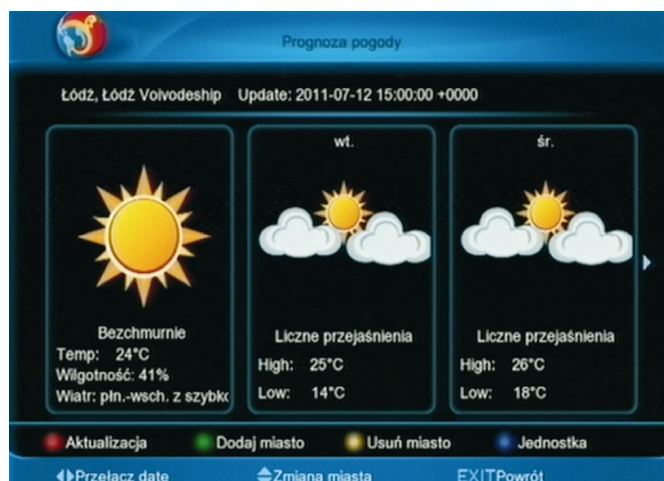 Prognoza pogody
Łódź, Łódź Voivodeship Update: 2011-07-12 15:00:00 +0000
Bezchmurnie
Temp: 24°C
Wilgotność: 41%
Wiatr: płn.-wsch. z szybko
wt.
Liczne przejaśnienia
High: 25°C
Low: 14°C
śr.
Liczne przejaśnienia
High: 26°C
Low: 18°C
Aktualizacja Dodaj miasto Usuń miasto Jednostka
Przełącz datę Zmiana miasta EXIT Powrót